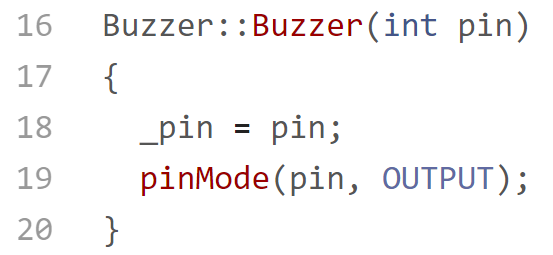 16 Buzzer::Buzzer(int pin)
17 {
18   _pin = pin;
19   pinMode(pin, OUTPUT);
20 }